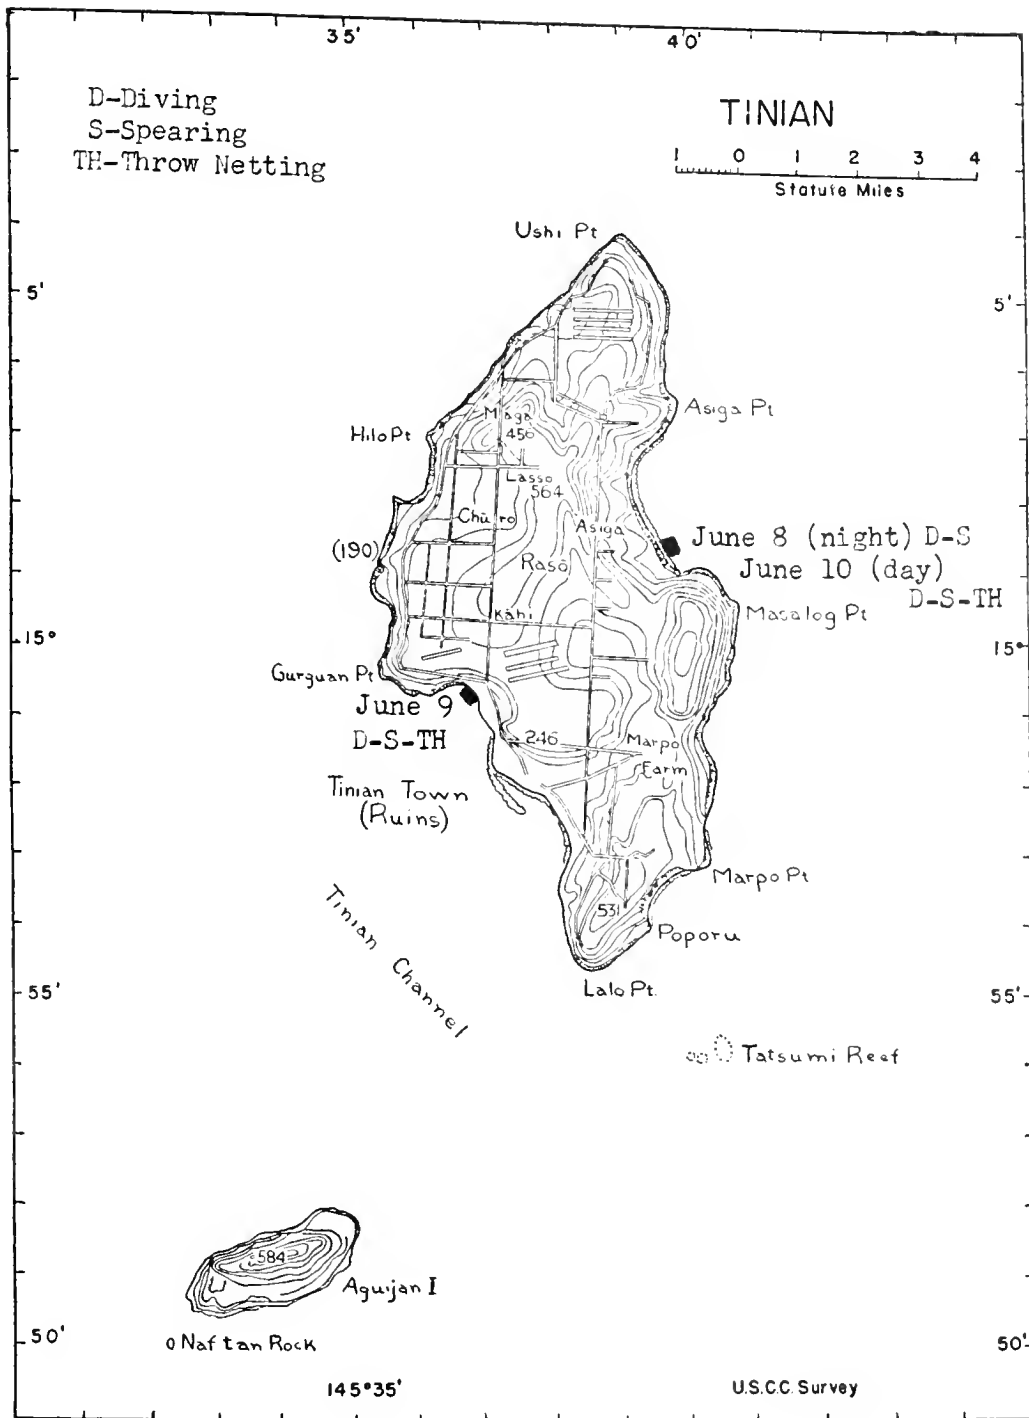 35'
40'
D-Diving
S-Spearing
TH-Throw Netting
TINIAN
1 0 1 2 3 4
Statute Miles
Ushi Pt
5'
5'
Asiga Pt
Maga
456
Hilo Pt
Lasso
564
Chūro
Asiga
(190)
Rasō
June 8 (night) D-S
June 10 (day)
D-S-TH
Masalog Pt
Kāhi
15°
15°
Gurguan Pt
June 9
D-S-TH
246
Marpo
Farm
Tinian Town
(Ruins)
Marpo Pt
531
Poporu
Lalo Pt.
Tinian Channel
55'
55'
Tatsumi Reef
584
Aguijan I
50'
Naftan Rock
50'
145°35'
U.S.C.C. Survey